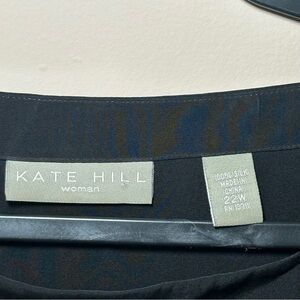 KATE HILL
woman
100% SILK
MADE IN
CHINA
22W